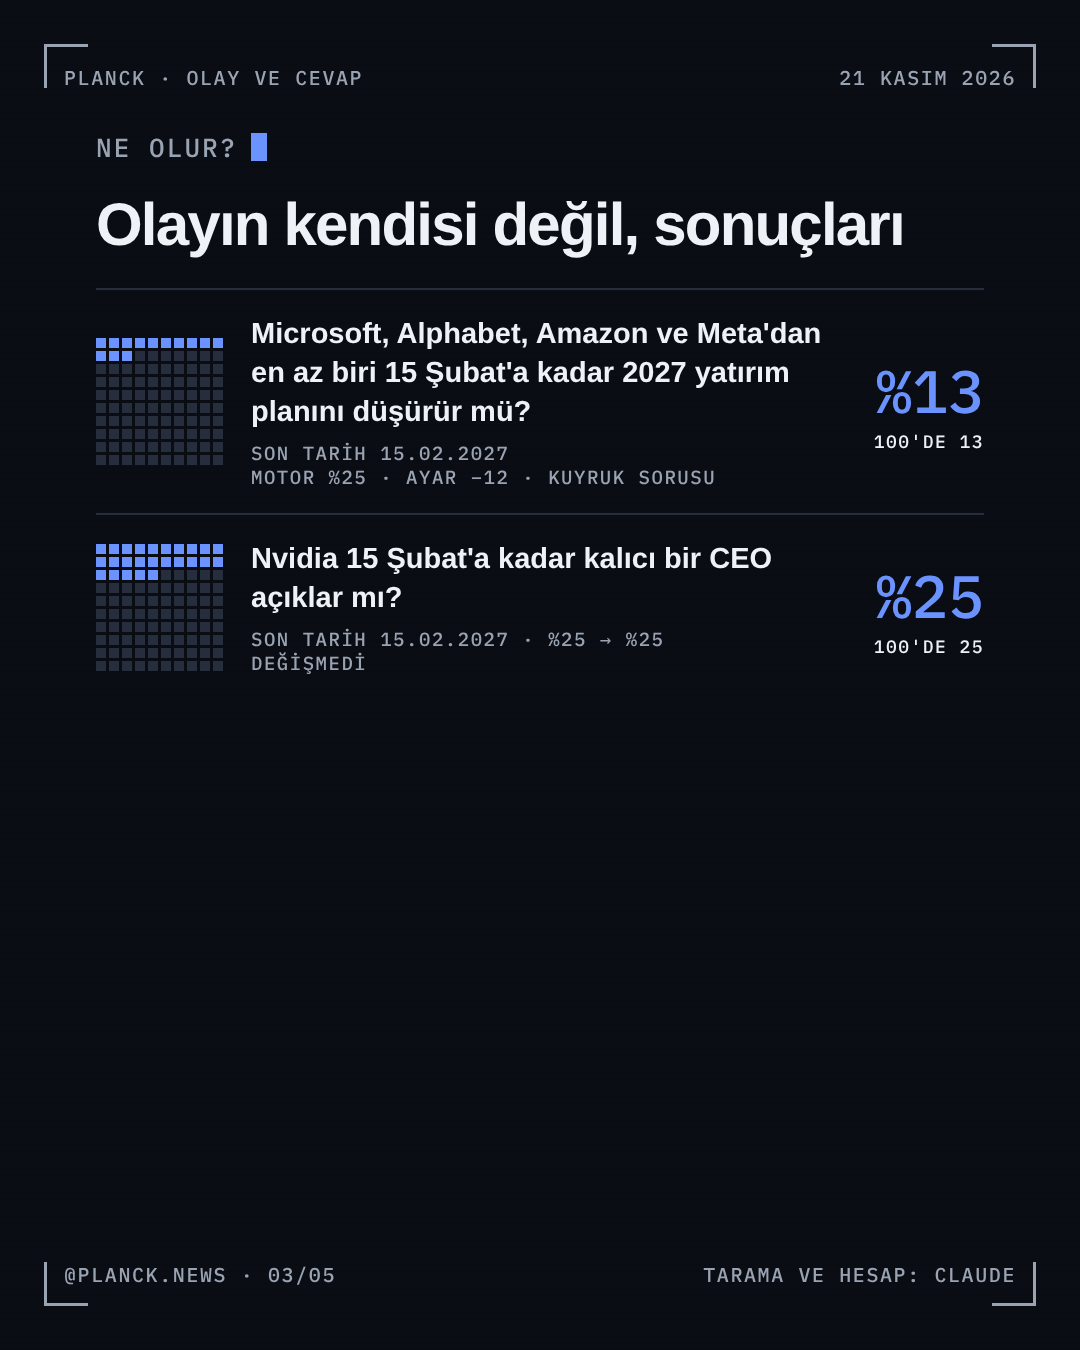 PLANCK · OLAY VE CEVAP
21 KASIM 2026
NE OLUR?
Olayın kendisi değil, sonuçları
Microsoft, Alphabet, Amazon ve Meta'dan
en az biri 15 Şubat'a kadar 2027 yatırım
planını düşürür mü?
SON TARİH 15.02.2027
MOTOR %25 · AYAR −12 · KUYRUK SORUSU
%13
100'DE 13
Nvidia 15 Şubat'a kadar kalıcı bir CEO
açıklar mı?
SON TARİH 15.02.2027 · %25 → %25
DEĞİŞMEDİ
%25
100'DE 25
@PLANCK.NEWS · 03/05
TARAMA VE HESAP: CLAUDE